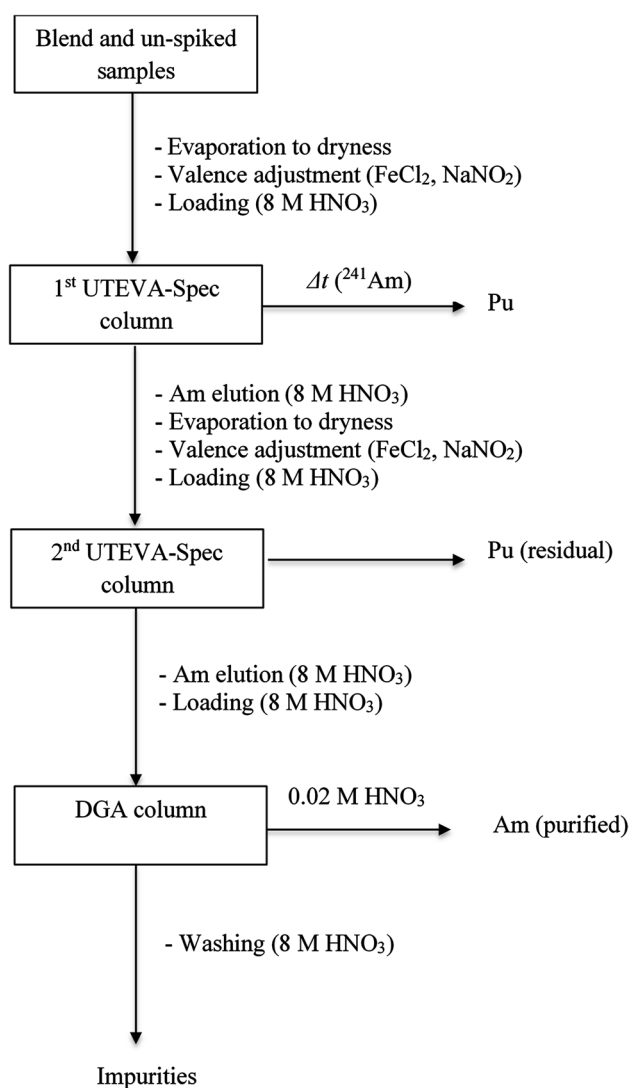 Blend and un-spiked
samples
- Evaporation to dryness
- Valence adjustment (FeCl₂, NaNO₂)
- Loading (8 M HNO₃)
1ˢᵗ UTEVA-Spec
column
Δt (²⁴¹Am)
Pu
- Am elution (8 M HNO₃)
- Evaporation to dryness
- Valence adjustment (FeCl₂, NaNO₂)
- Loading (8 M HNO₃)
2ⁿᵈ UTEVA-Spec
column
Pu (residual)
- Am elution (8 M HNO₃)
- Loading (8 M HNO₃)
DGA column
0.02 M HNO₃
Am (purified)
- Washing (8 M HNO₃)
Impurities